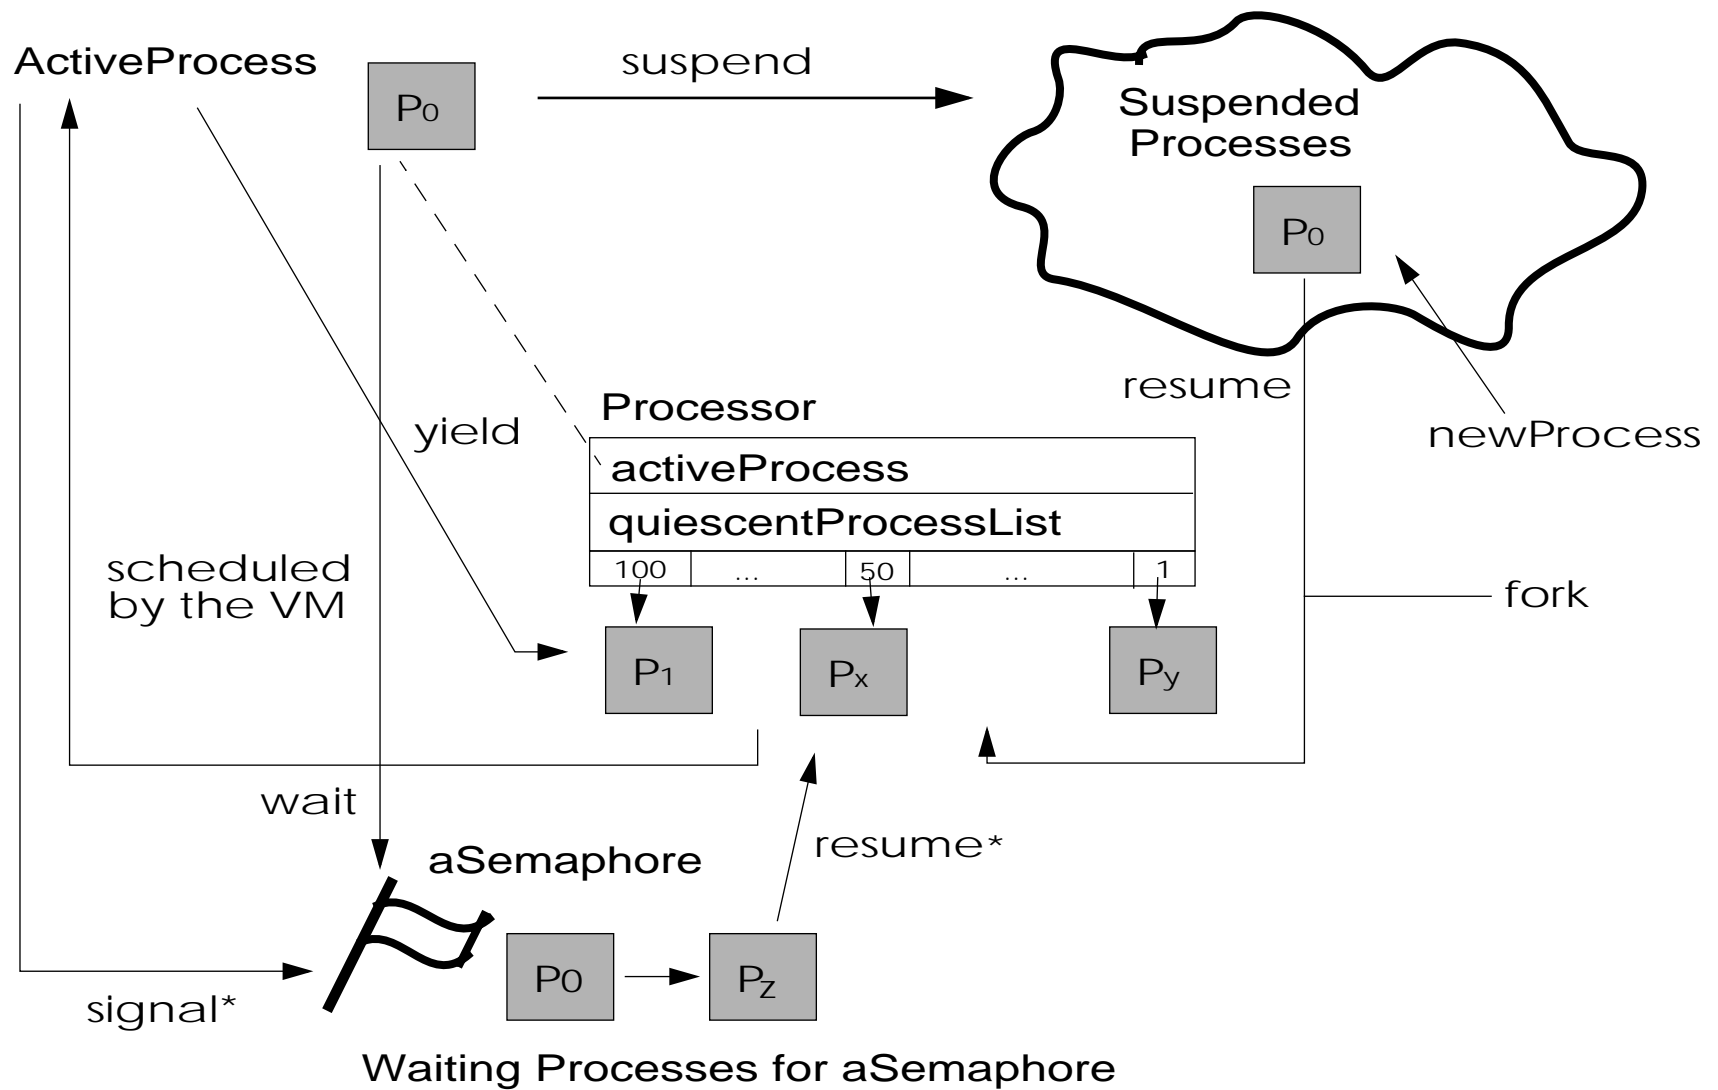 ActiveProcess
P0
suspend
Suspended
Processes
P0
resume
newProcess
yield
Processor
activeProcess
quiescentProcessList
100 ... 50 ... 1
scheduled
by the VM
fork
P1
Px
Py
wait
resume*
aSemaphore
P0
Pz
signal*
Waiting Processes for aSemaphore